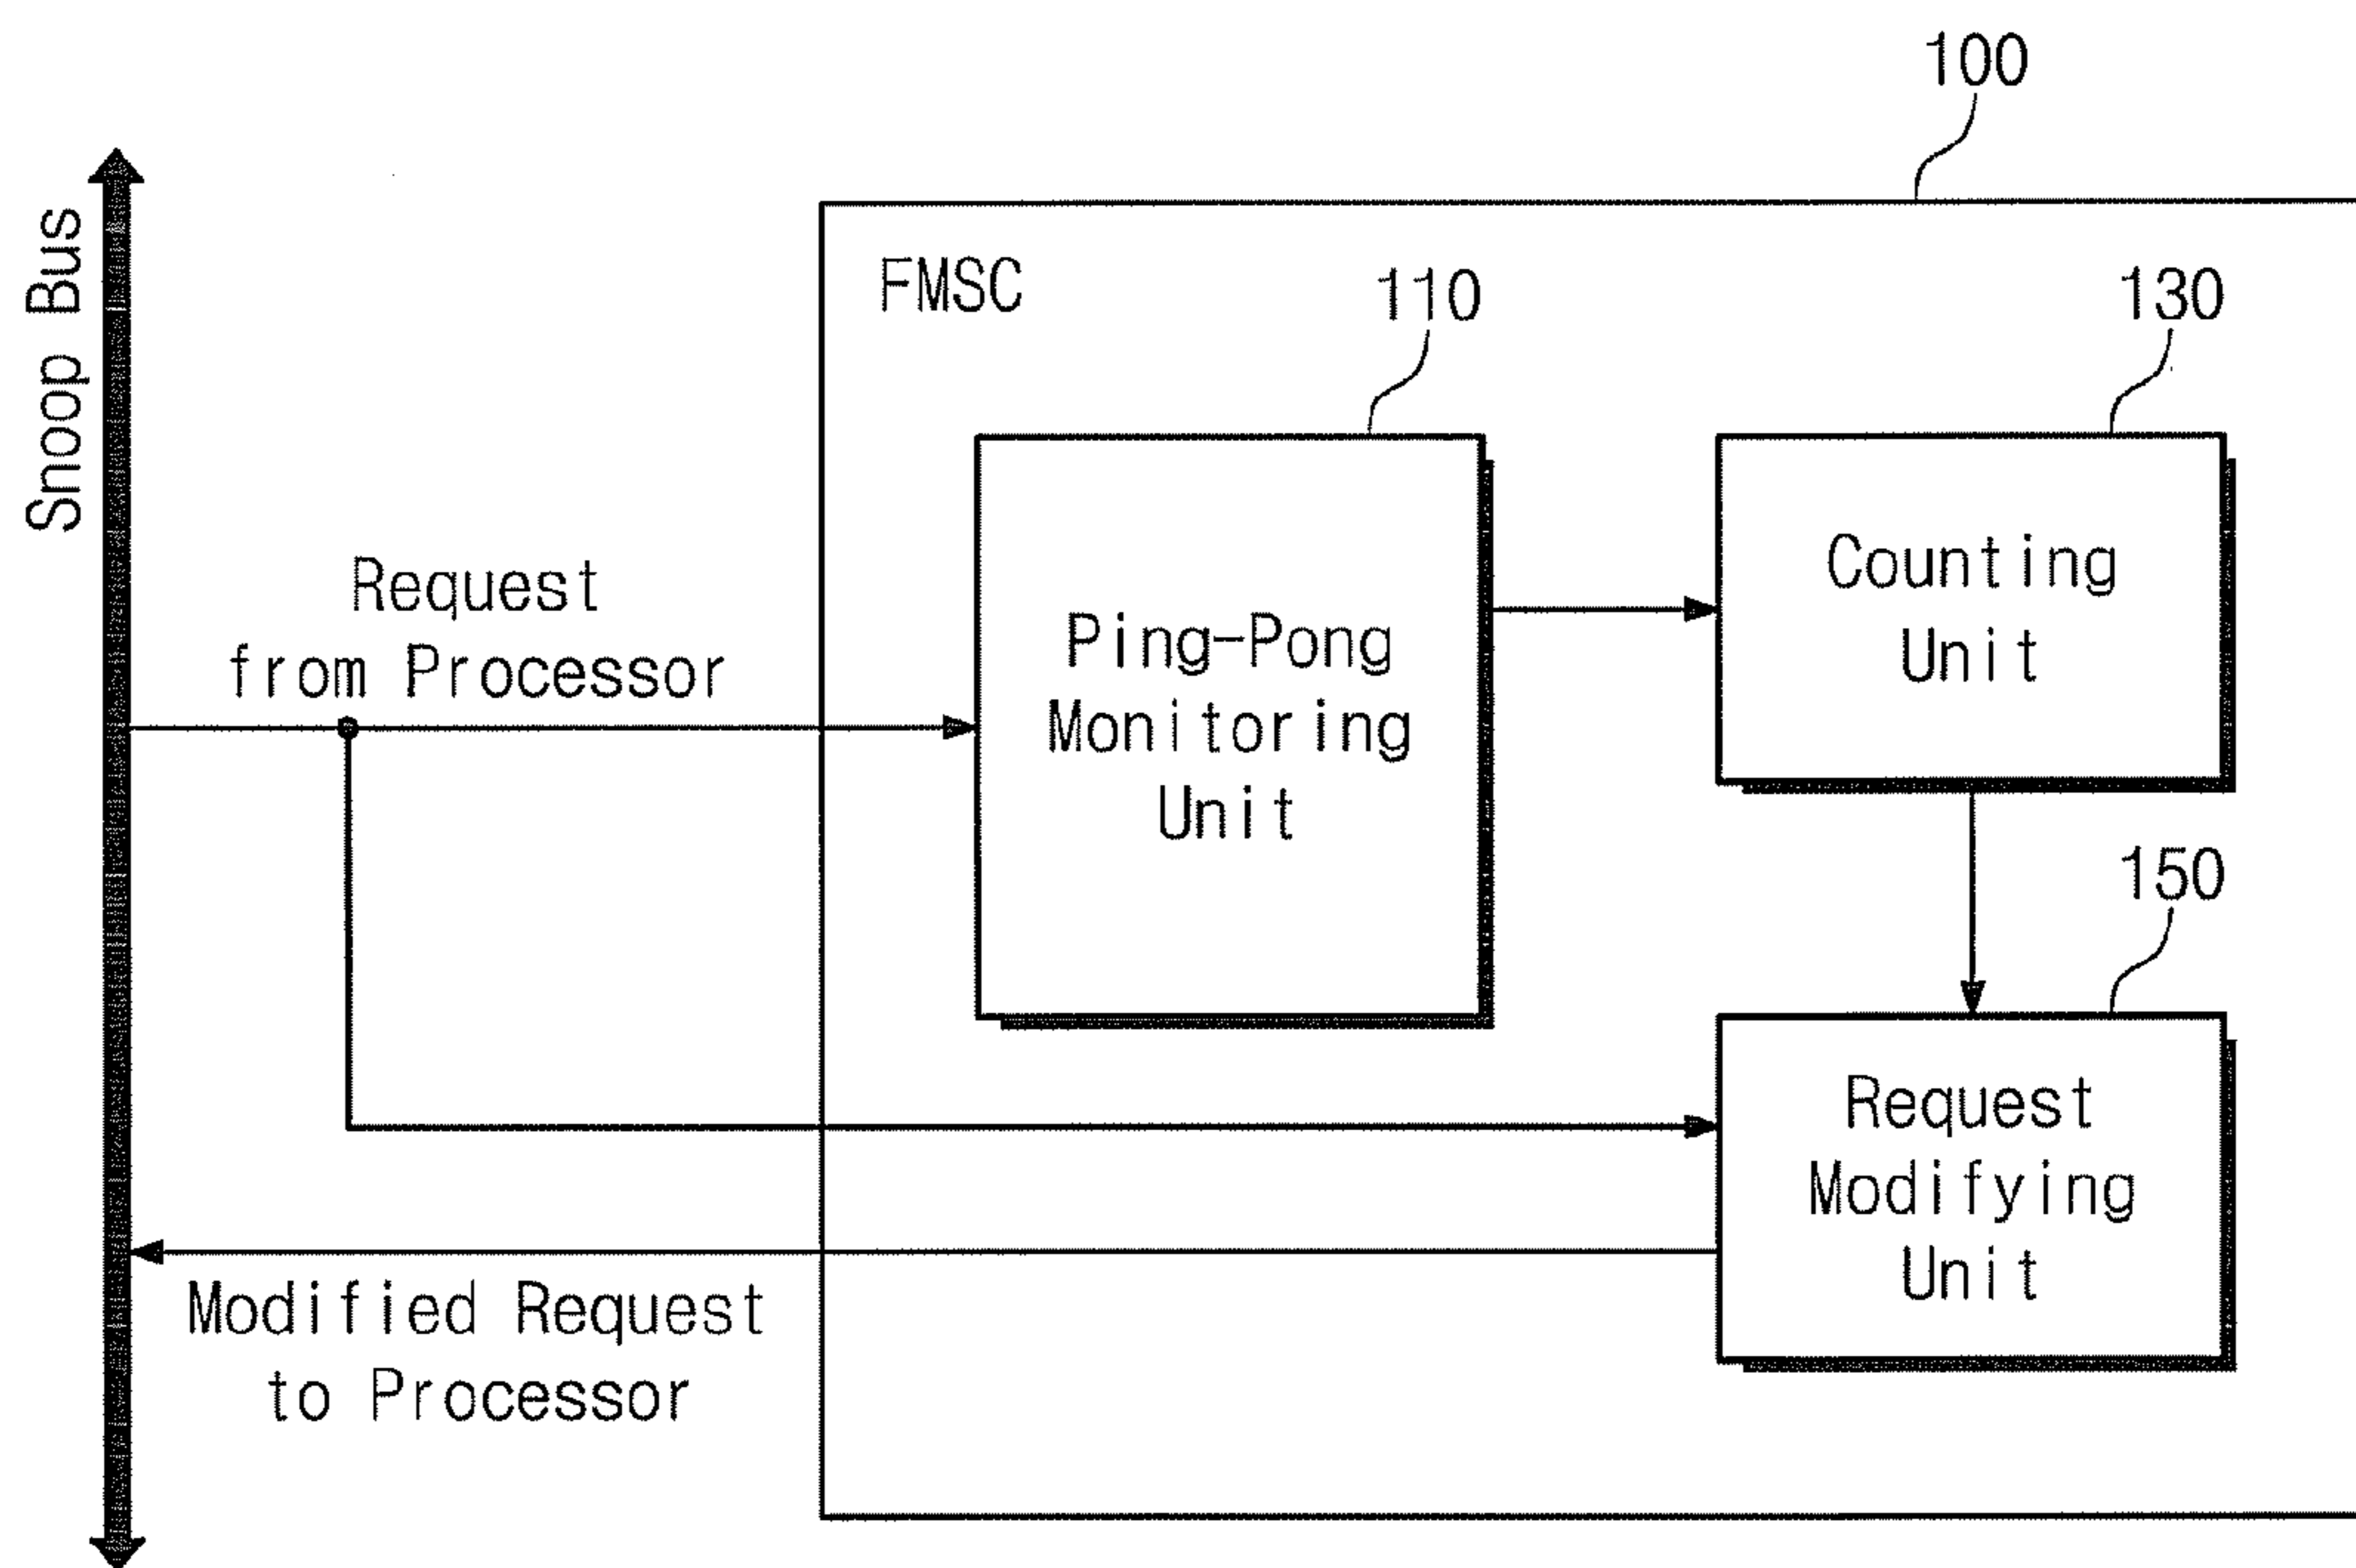 100
Snoop Bus
FMSC
110
130
Request
from Processor
Ping-Pong
Monitoring
Unit
Counting
Unit
150
Request
Modifying
Unit
Modified Request
to Processor